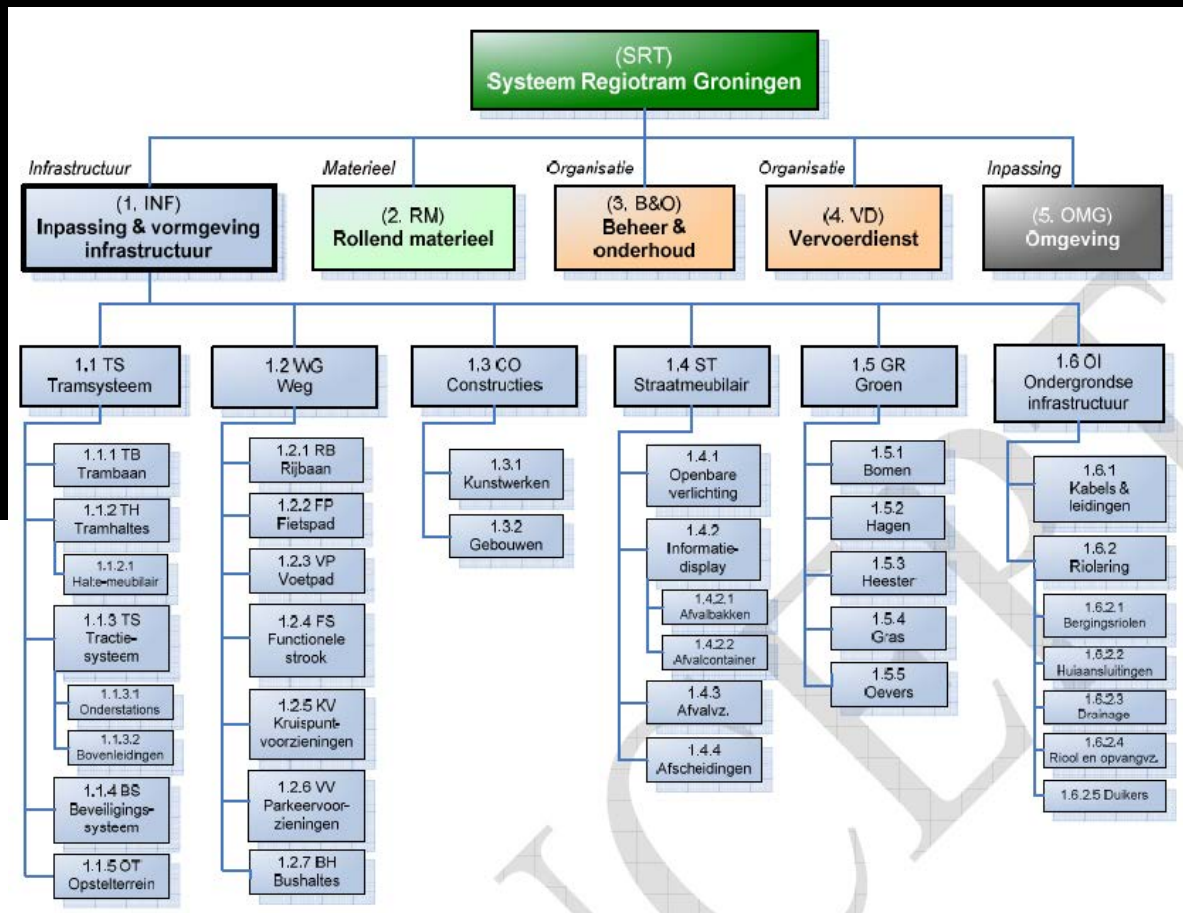 (SRT)
Systeem Regiotram Groningen
Infrastructuur
Materieel
Organisatie
Organisatie
Inpassing
(1. INF)
Inpassing & vormgeving
infrastructuur
(2. RM)
Rollend materieel
(3. B&O)
Beheer &
onderhoud
(4. VD)
Vervoerdienst
(5. OMG)
Omgeving
1.1 TS
Tramsysteem
1.2 WG
Weg
1.3 CO
Constructies
1.4 ST
Straatmeubilair
1.5 GR
Groen
1.6 OI
Ondergrondse
infrastructuur
1.1.1 TB
Trambaan
1.1.2 TH
Tramhaltes
1.1.2.1
Halte-meubilair
1.1.3 TS
Tractie-
systeem
1.1.3.1
Onderstations
1.1.3.2
Bovenleidingen
1.1.4 BS
Beveiligings-
systeem
1.1.5 OT
Opstelterrein
1.2.1 RB
Rijbaan
1.2.2 FP
Fietspad
1.2.3 VP
Voetpad
1.2.4 FS
Functionele
strook
1.2.5 KV
Kruispunt-
voorzieningen
1.2.6 VV
Parkeervoor-
zieningen
1.2.7 BH
Bushaltes
1.3.1
Kunstwerken
1.3.2
Gebouwen
1.4.1
Openbare
verlichting
1.4.2
Informatie-
display
1.4.2.1
Afvalbakken
1.4.2.2
Afvalcontainer
1.4.3
Afvalvz.
1.4.4
Afscheidingen
1.5.1
Bomen
1.5.2
Hagen
1.5.3
Heester
1.5.4
Gras
1.5.5
Oevers
1.6.1
Kabels &
leidingen
1.6.2
Riolering
1.6.2.1
Bergingsriolen
1.6.2.2
Huiaansluitingen
1.6.2.3
Drainage
1.6.2.4
Riool en opvangvz.
1.6.2.5 Duikers
NCEPT